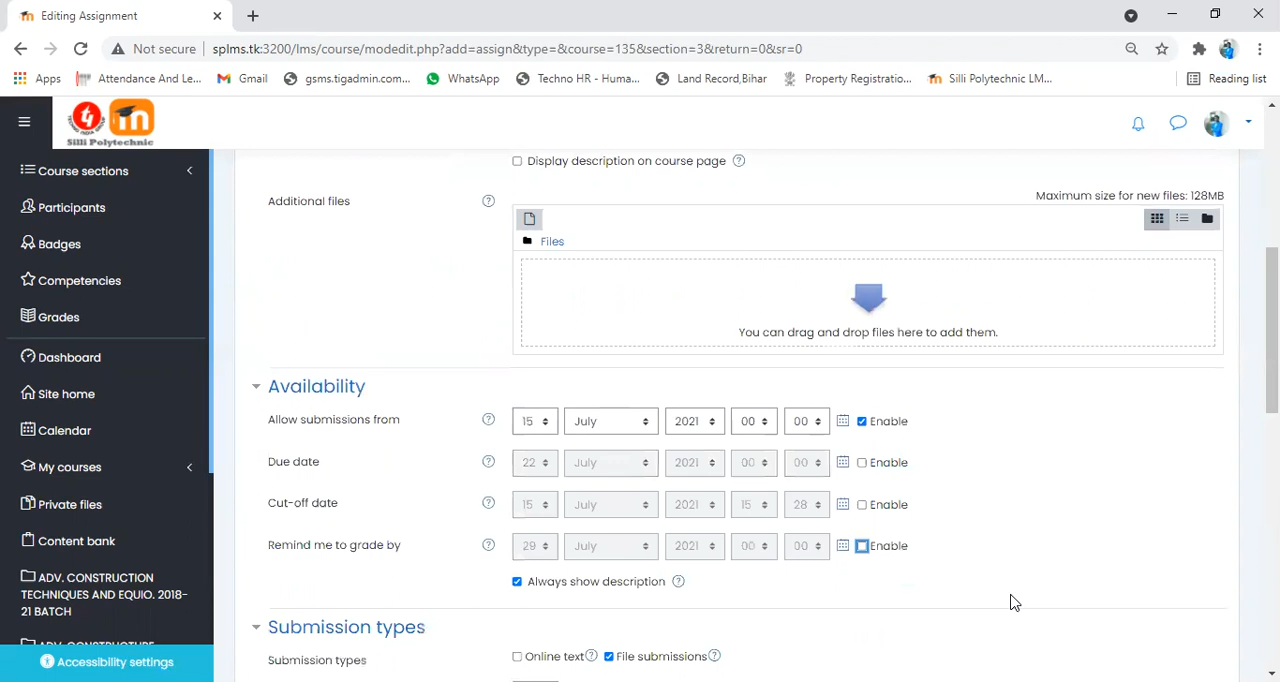 Editing Assignment
Not secure splms.tk:3200/lms/course/modedit.php?add=assign&type=&course=135&section=3&return=0&sr=0
Apps Attendance And Le... Gmail gsms.tigadmin.com... WhatsApp Techno HR - Huma... Land Record,Bihar Property Registratio... Silli Polytechnic LM... Reading list
Silli Polytechnic
Course sections
Participants
Badges
Competencies
Grades
Dashboard
Site home
Calendar
My courses
Private files
Content bank
ADV. CONSTRUCTION
TECHNIQUES AND EQUIO. 2018-
21 BATCH
Accessibility settings
Display description on course page
Additional files
Maximum size for new files: 128MB
Files
You can drag and drop files here to add them.
Availability
Allow submissions from 15 July 2021 00 00 Enable
Due date 22 July 2021 00 00 Enable
Cut-off date 15 July 2021 15 28 Enable
Remind me to grade by 29 July 2021 00 00 Enable
Always show description
Submission types
Submission types Online text File submissions